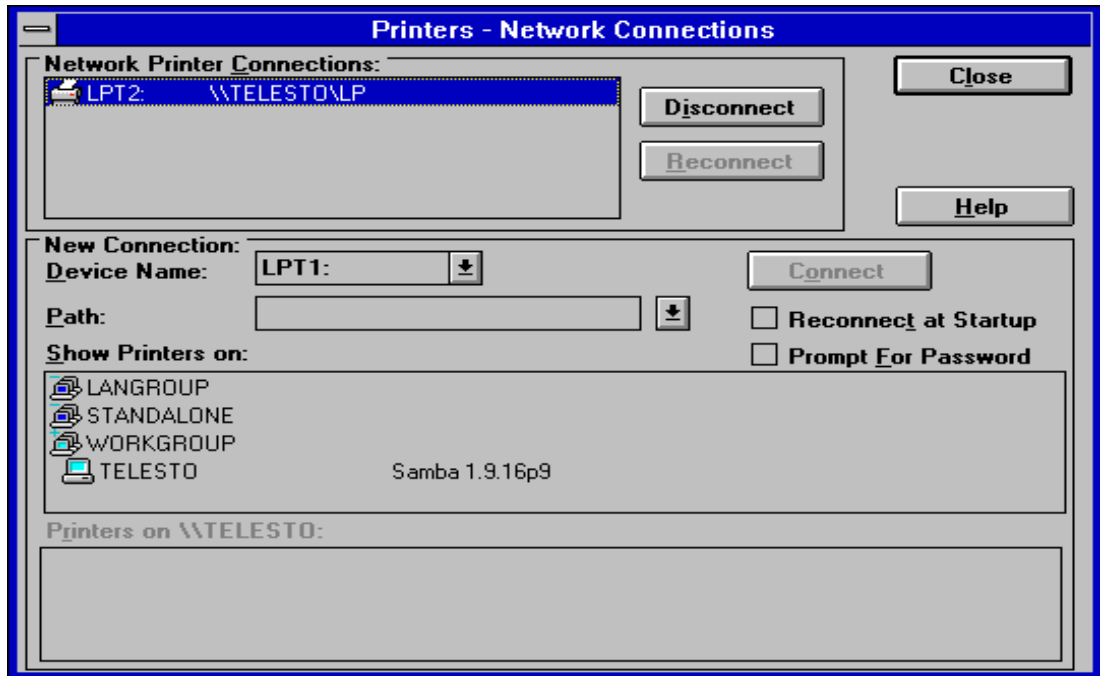 Printers - Network Connections
Network Printer Connections:
Close
LPT2: \\TELESTO\LP
Disconnect
Reconnect
Help
New Connection:
Device Name: LPT1:
Connect
Path:
Reconnect at Startup
Show Printers on:
Prompt For Password
LANGROUP
STANDALONE
WORKGROUP
TELESTO Samba 1.9.16p9
Printers on \\TELESTO: